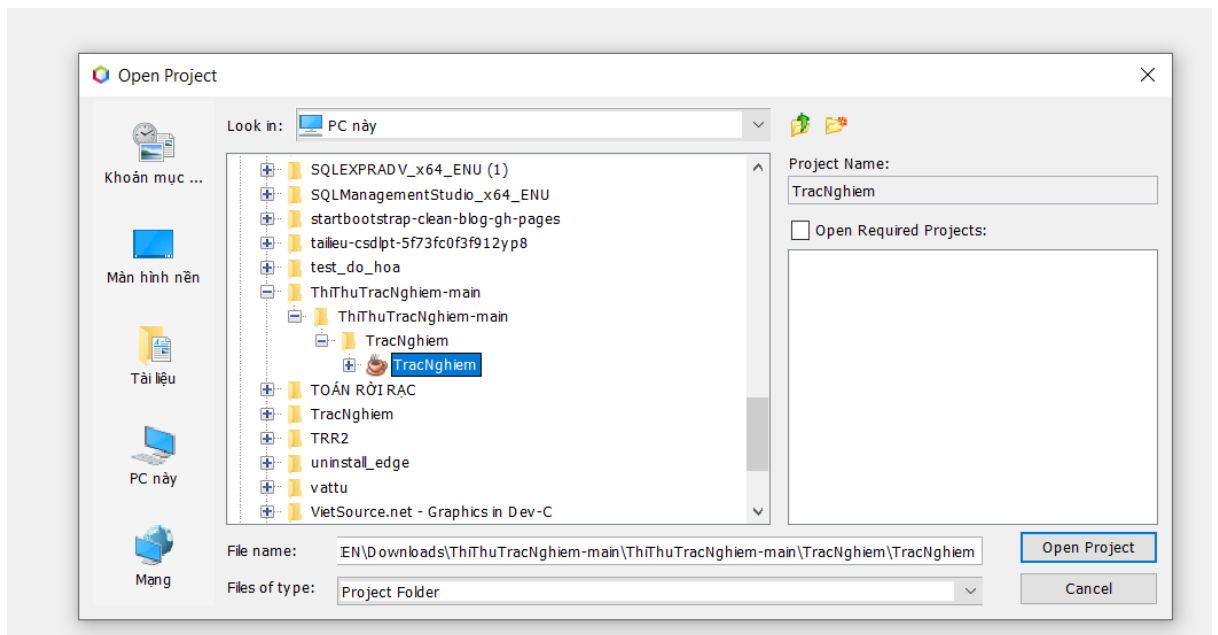 Open Project
Look in: PC này
Khoản mục ...
Màn hình nền
Tài liệu
PC này
Mạng
SQLEXPRADV_x64_ENU (1)
SQLManagementStudio_x64_ENU
startbootstrap-clean-blog-gh-pages
tailieu-csdlpt-5f73fc0f3f912yp8
test_do_hoa
ThiThuTracNghiem-main
ThiThuTracNghiem-main
TracNghiem
TracNghiem
TOÁN RỜI RẠC
TracNghiem
TRR2
uninstall_edge
vattu
VietSource.net - Graphics in Dev-C
Project Name:
TracNghiem
Open Required Projects:
File name: EN\Downloads\ThiThuTracNghiem-main\ThiThuTracNghiem-main\TracNghiem\TracNghiem
Files of type: Project Folder
Open Project
Cancel